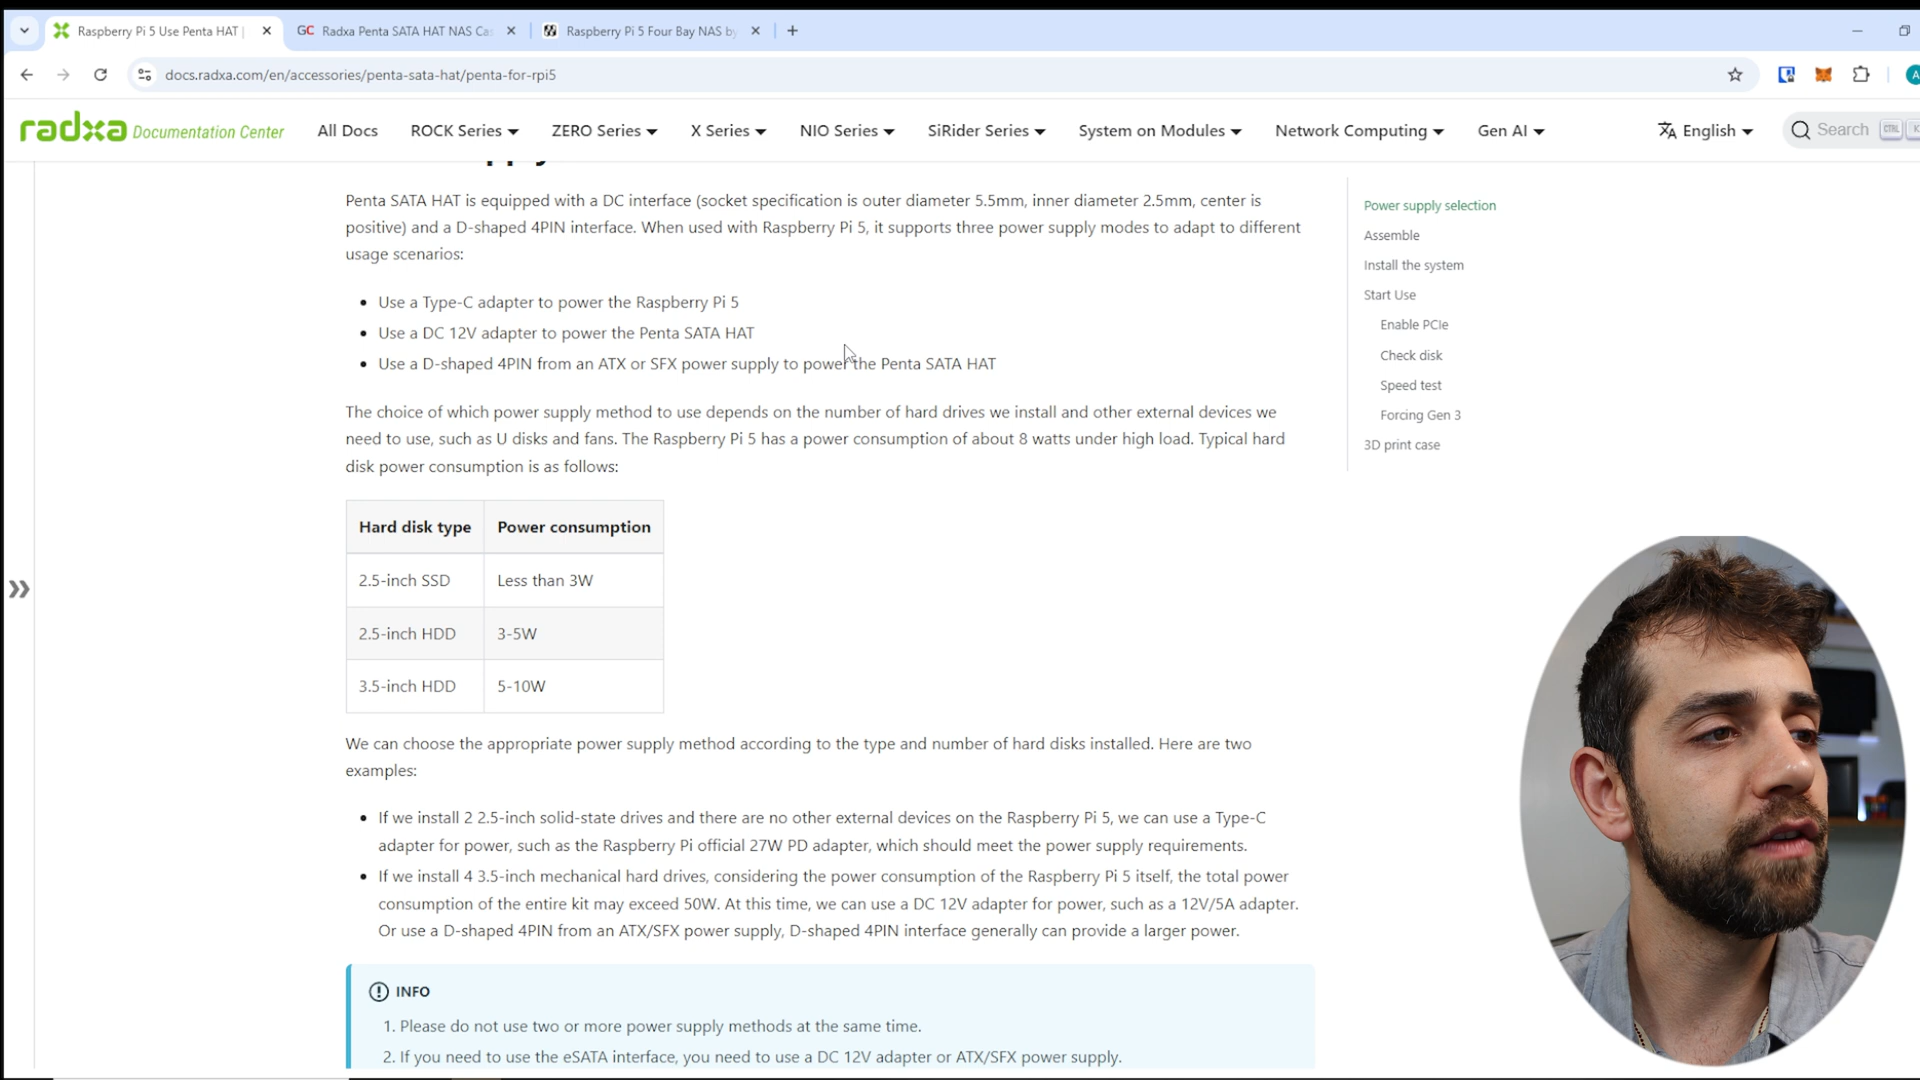 Raspberry Pi 5 Use Penta HAT |
GC Radxa Penta SATA HAT NAS Cas
Raspberry Pi 5 Four Bay NAS by
docs.radxa.com/en/accessories/penta-sata-hat/penta-for-rpi5
A
radxa Documentation Center
All Docs
ROCK Series
ZERO Series
X Series
NIO Series
SiRider Series
System on Modules
Network Computing
Gen AI
English
Search
CTRL K
Penta SATA HAT is equipped with a DC interface (socket specification is outer diameter 5.5mm, inner diameter 2.5mm, center is
positive) and a D-shaped 4PIN interface. When used with Raspberry Pi 5, it supports three power supply modes to adapt to different
usage scenarios:
• Use a Type-C adapter to power the Raspberry Pi 5
• Use a DC 12V adapter to power the Penta SATA HAT
• Use a D-shaped 4PIN from an ATX or SFX power supply to power the Penta SATA HAT
The choice of which power supply method to use depends on the number of hard drives we install and other external devices we
need to use, such as U disks and fans. The Raspberry Pi 5 has a power consumption of about 8 watts under high load. Typical hard
disk power consumption is as follows:
Hard disk type Power consumption
2.5-inch SSD Less than 3W
2.5-inch HDD 3-5W
3.5-inch HDD 5-10W
We can choose the appropriate power supply method according to the type and number of hard disks installed. Here are two
examples:
• If we install 2 2.5-inch solid-state drives and there are no other external devices on the Raspberry Pi 5, we can use a Type-C
adapter for power, such as the Raspberry Pi official 27W PD adapter, which should meet the power supply requirements.
• If we install 4 3.5-inch mechanical hard drives, considering the power consumption of the Raspberry Pi 5 itself, the total power
consumption of the entire kit may exceed 50W. At this time, we can use a DC 12V adapter for power, such as a 12V/5A adapter.
Or use a D-shaped 4PIN from an ATX/SFX power supply, D-shaped 4PIN interface generally can provide a larger power.
INFO
1. Please do not use two or more power supply methods at the same time.
2. If you need to use the eSATA interface, you need to use a DC 12V adapter or ATX/SFX power supply.
Power supply selection
Assemble
Install the system
Start Use
Enable PCIe
Check disk
Speed test
Forcing Gen 3
3D print case